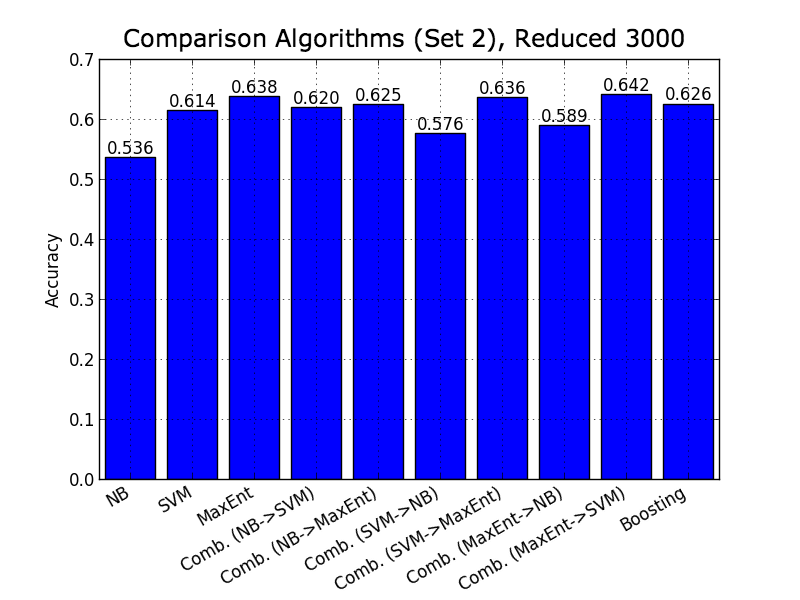 Comparison Algorithms (Set 2), Reduced 3000
0.7
0.6
0.5
0.4
0.3
0.2
0.1
0.0
Accuracy
0.536
0.614
0.638
0.620
0.625
0.576
0.636
0.589
0.642
0.626
NB
SVM
MaxEnt
Comb. (NB->SVM)
Comb. (NB->MaxEnt)
Comb. (SVM->NB)
Comb. (SVM->MaxEnt)
Comb. (MaxEnt->NB)
Comb. (MaxEnt->SVM)
Boosting